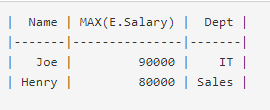 | Name | MAX(E.Salary) | Dept |
|-------|---------------|-------|
| Joe | 90000 | IT |
| Henry | 80000 | Sales |